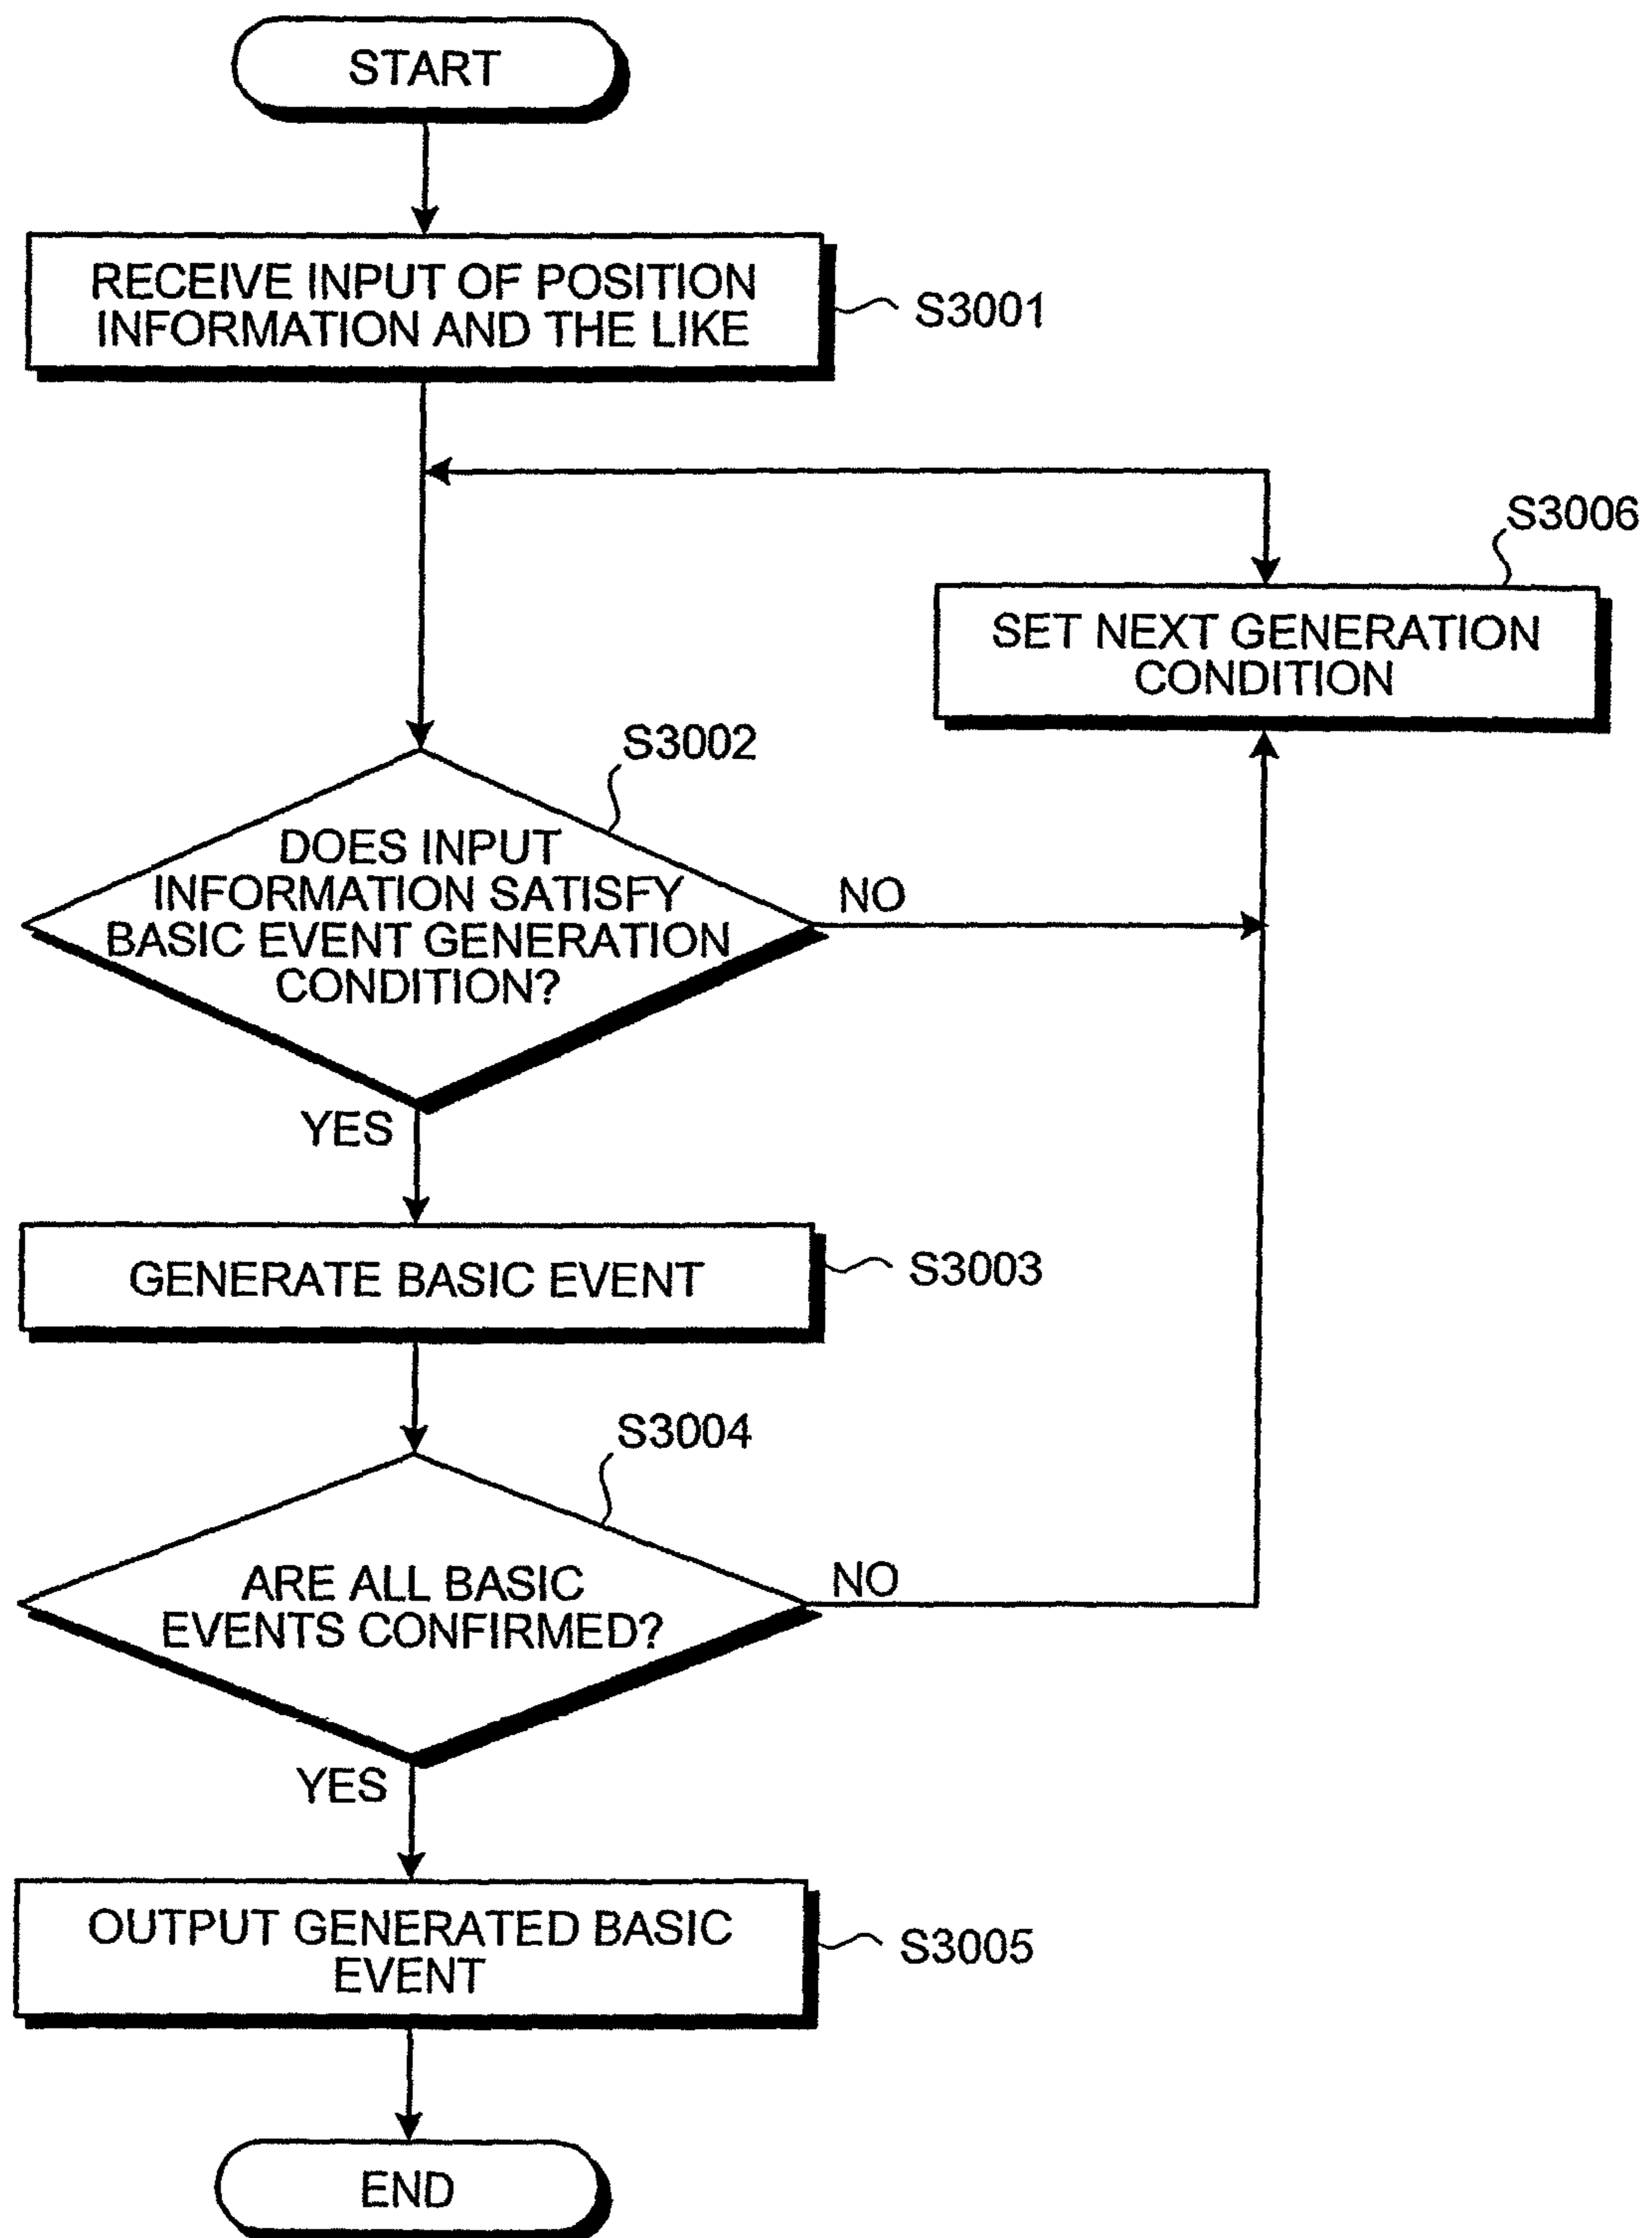 START
RECEIVE INPUT OF POSITION
INFORMATION AND THE LIKE
S3001
S3006
SET NEXT GENERATION
CONDITION
S3002
DOES INPUT
INFORMATION SATISFY
BASIC EVENT GENERATION
CONDITION?
NO
YES
GENERATE BASIC EVENT
S3003
S3004
ARE ALL BASIC
EVENTS CONFIRMED?
NO
YES
OUTPUT GENERATED BASIC
EVENT
S3005
END